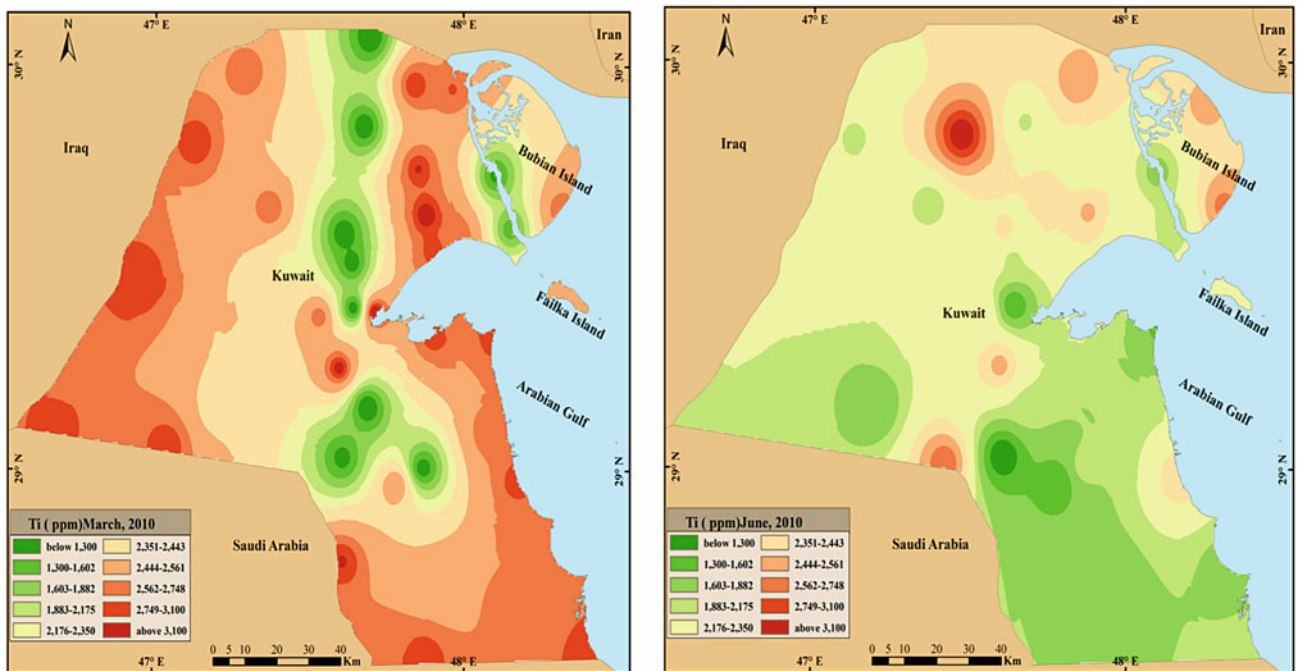 N
47° E
48° E
Iran
30° N
30° N
Iraq
Bubian Island
Kuwait
Failka Island
Arabian Gulf
29° N
29° N
Ti ( ppm)March, 2010
below 1,300
2,351-2,443
1,300-1,602
2,444-2,561
1,603-1,882
2,562-2,748
1,883-2,175
2,749-3,100
2,176-2,350
above 3,100
Saudi Arabia
0 5 10 20 30 40
Km
47° E
48° E
N
47° E
48° E
Iran
30° N
30° N
Iraq
Bubian Island
Kuwait
Failka Island
Arabian Gulf
29° N
29° N
Ti ( ppm)June, 2010
below 1,300
2,351-2,443
1,300-1,602
2,444-2,561
1,603-1,882
2,562-2,748
1,883-2,175
2,749-3,100
2,176-2,350
above 3,100
Saudi Arabia
0 5 10 20 30 40
Km
47° E
48° E